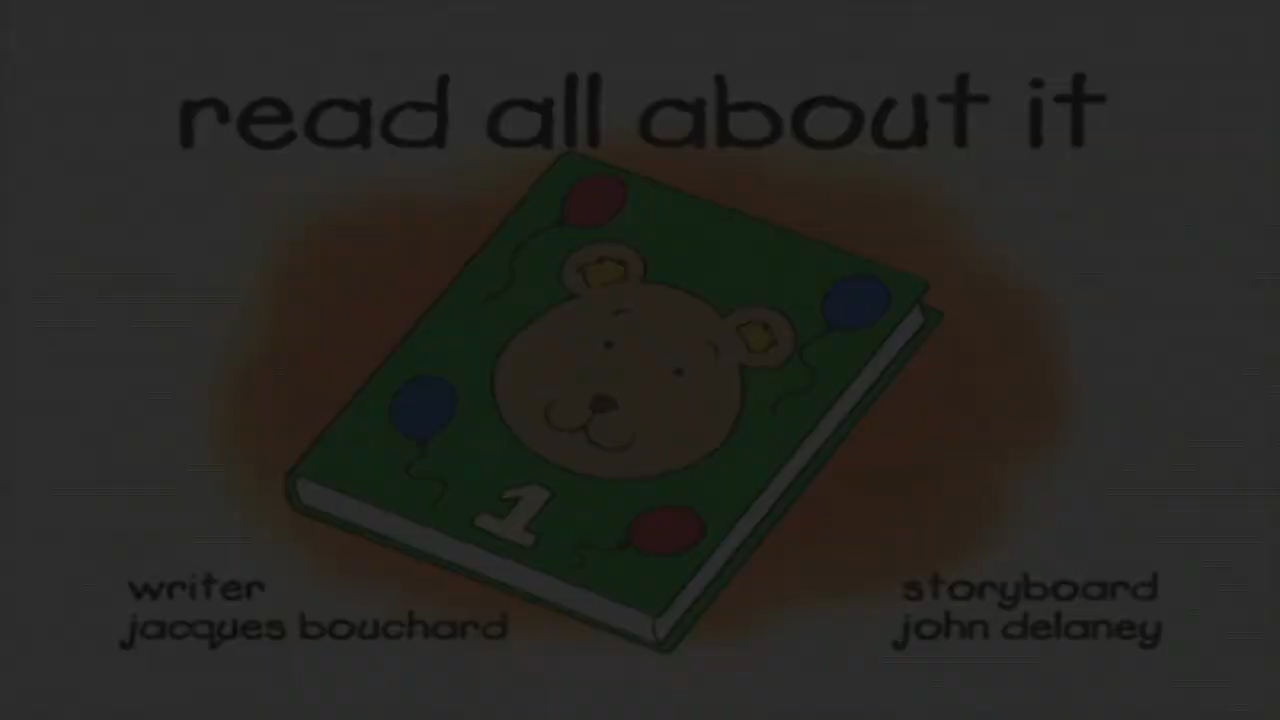 read all about it
1
writer
jacques bouchard
storyboard
john delaney